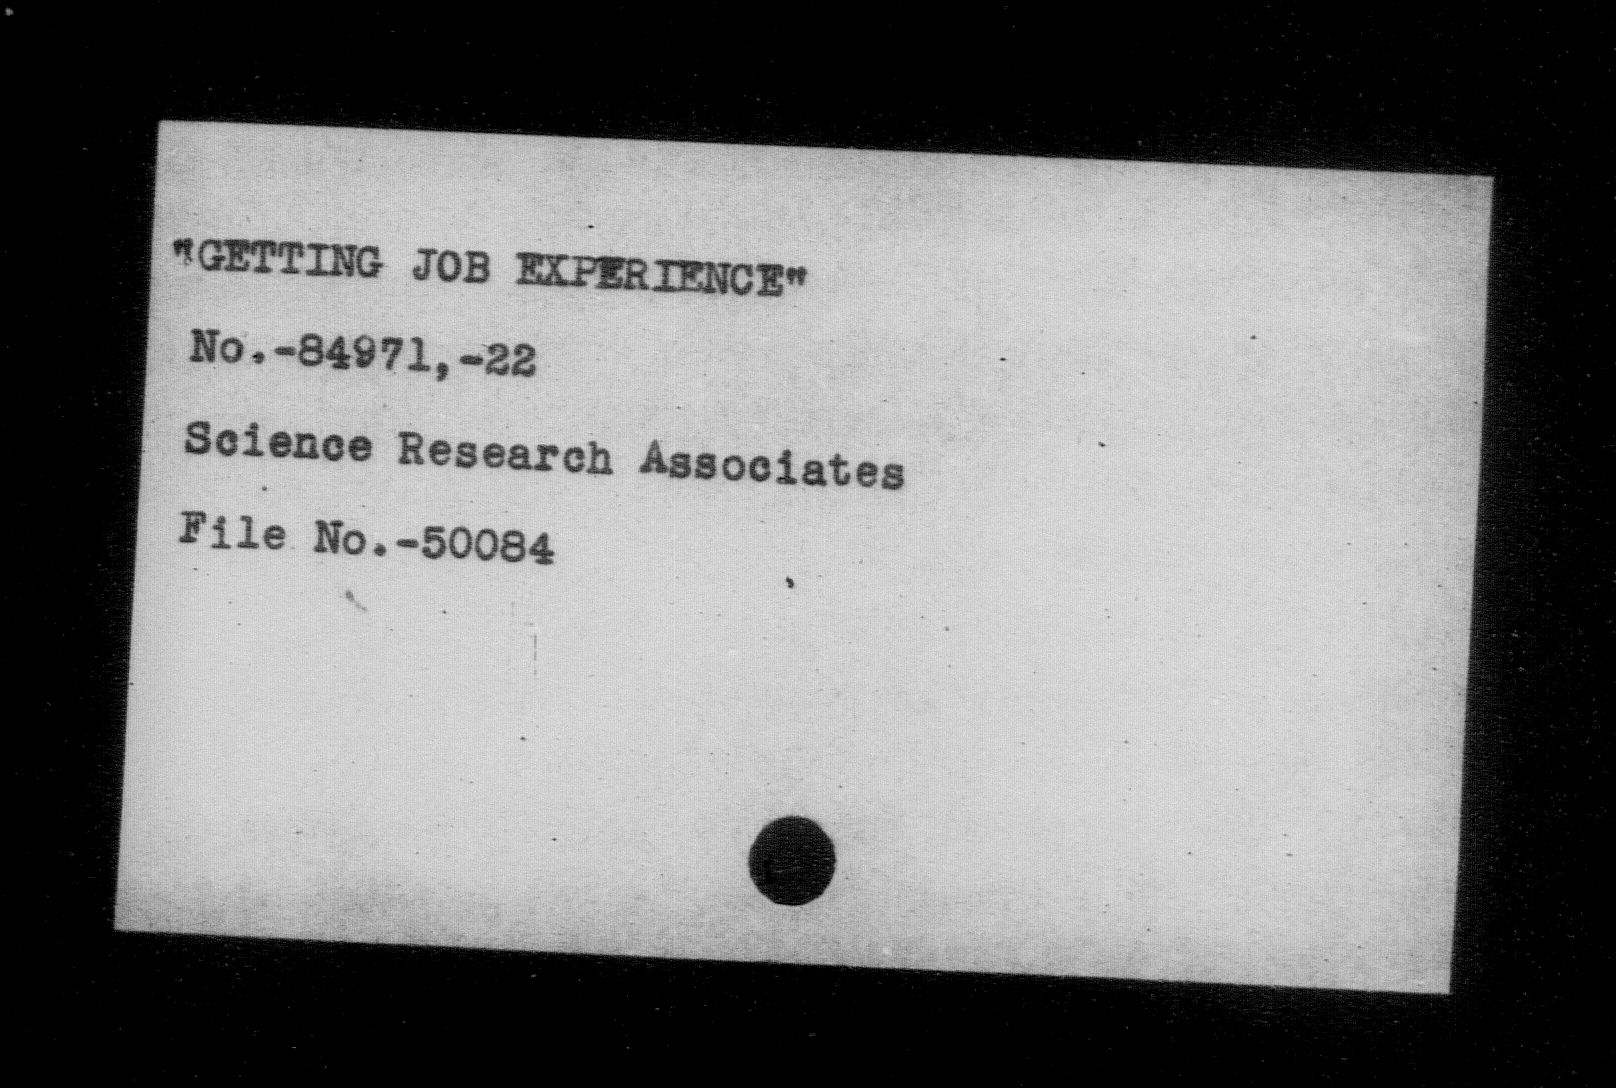 "GETTING JOB EXPERIENCE"
No.-84971,-22
Science Research Associates
File No.-50084